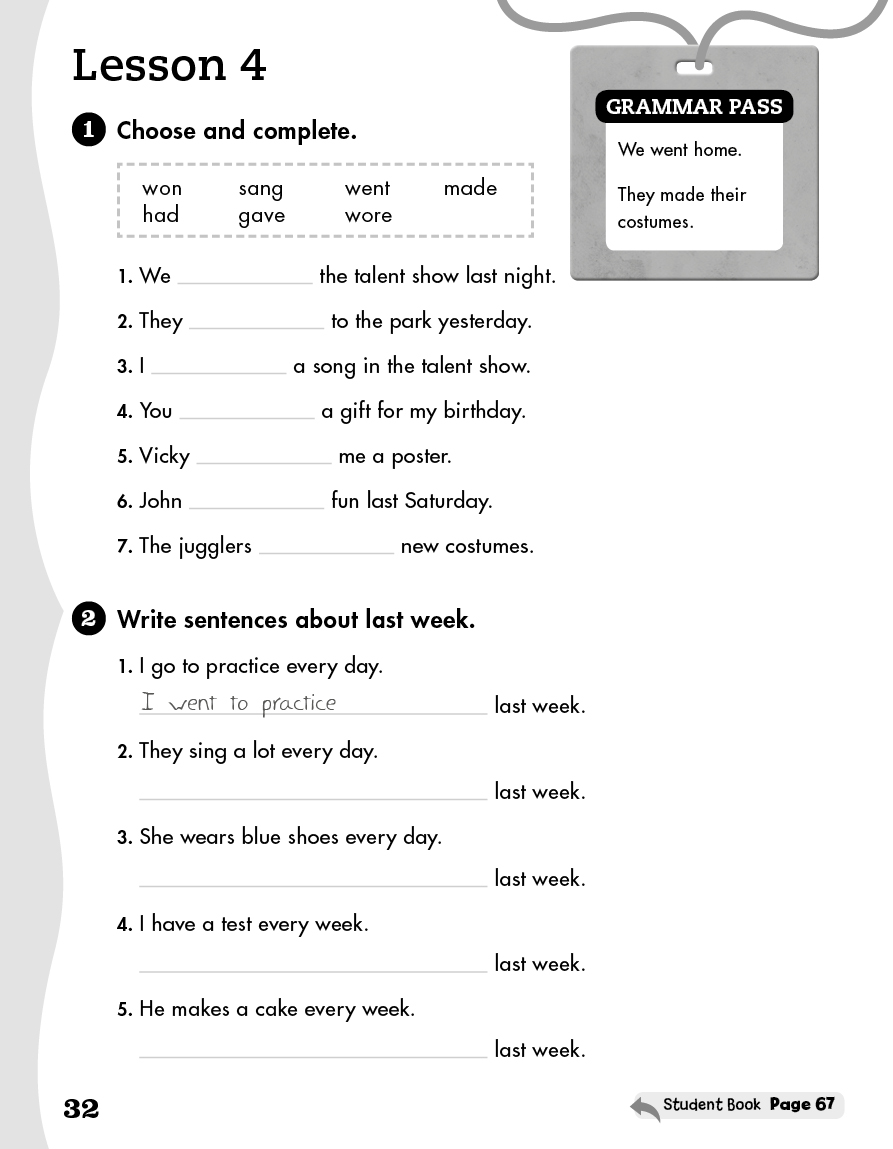 Lesson 4
GRAMMAR PASS
We went home.
They made their
costumes.
1 Choose and complete.
won sang went made
had gave wore
1. We ____________ the talent show last night.
2. They ____________ to the park yesterday.
3. I ____________ a song in the talent show.
4. You ____________ a gift for my birthday.
5. Vicky ____________ me a poster.
6. John ____________ fun last Saturday.
7. The jugglers ____________ new costumes.
2 Write sentences about last week.
1. I go to practice every day.
I went to practice last week.
2. They sing a lot every day.
____________ last week.
3. She wears blue shoes every day.
____________ last week.
4. I have a test every week.
____________ last week.
5. He makes a cake every week.
____________ last week.
32
Student Book Page 67